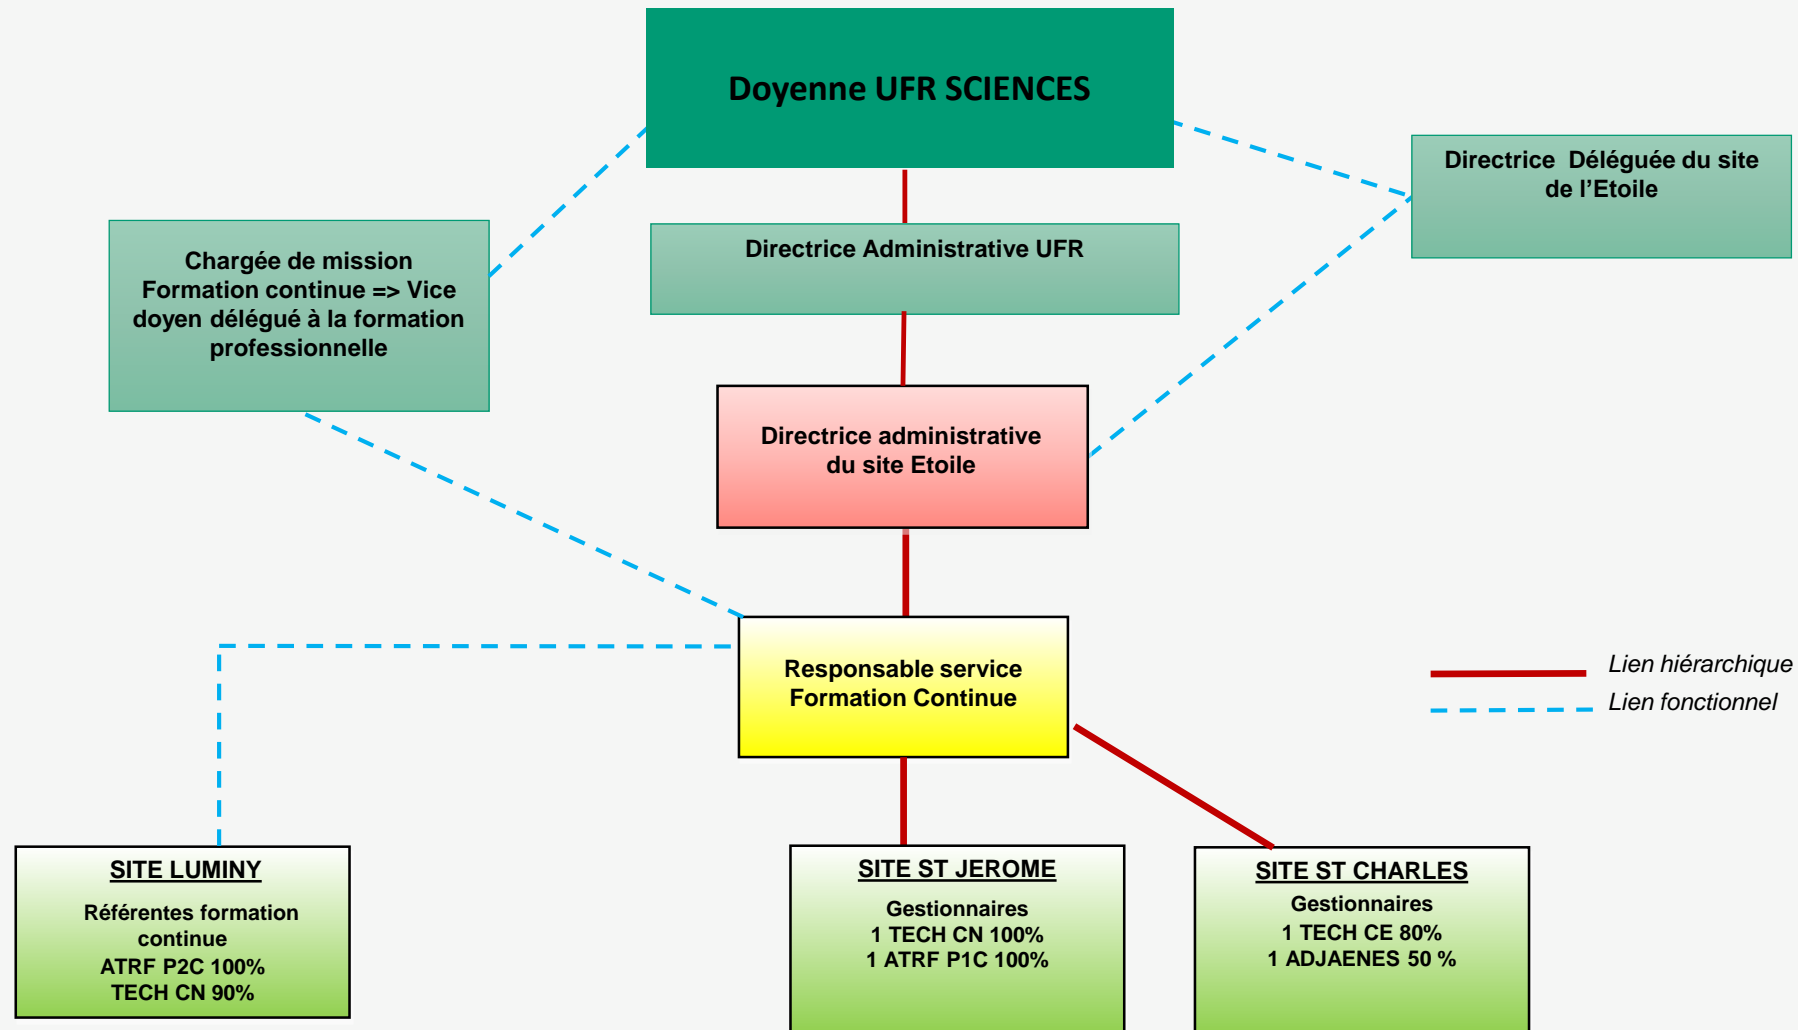 Doyenne UFR SCIENCES
Directrice Déléguée du site
de l'Etoile
Chargée de mission
Formation continue => Vice
doyen délégué à la formation
professionnelle
Directrice Administrative UFR
Directrice administrative
du site Etoile
Responsable service
Formation Continue
Lien hiérarchique
Lien fonctionnel
SITE LUMINY
Référentes formation
continue
ATRF P2C 100%
TECH CN 90%
SITE ST JEROME
Gestionnaires
1 TECH CN 100%
1 ATRF P1C 100%
SITE ST CHARLES
Gestionnaires
1 TECH CE 80%
1 ADJAENES 50 %